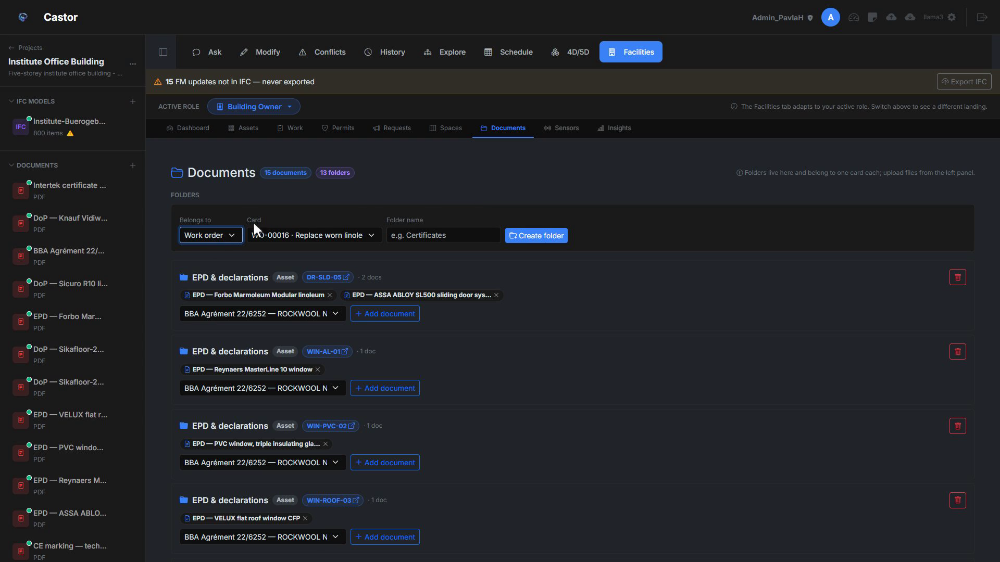 Castor
Admin_PavlaH
A
llama3
Projects
Institute Office Building
Five-storey institute office building - ...
IFC MODELS
IFC
Institute-Buerogeb...
800 items
DOCUMENTS
Intertek certificate ...
PDF
DoP — Knauf Vidiw...
PDF
BBA Agrément 22/...
PDF
DoP — Sicuro R10 li...
PDF
EPD — Forbo Mar...
PDF
DoP — Sikafloor-2...
PDF
DoP — Sikafloor-2...
PDF
EPD — VELUX flat r...
PDF
EPD — PVC windo...
PDF
EPD — Reynaers M...
PDF
EPD — ASSA ABLO...
PDF
CE marking — tech...
PDF
Ask Modify Conflicts History Explore Schedule 4D/5D Facilities
15 FM updates not in IFC — never exported
Export IFC
ACTIVE ROLE Building Owner
The Facilities tab adapts to your active role. Switch above to see a different landing.
Dashboard Assets Work Permits Requests Spaces Documents Sensors Insights
Documents 15 documents 13 folders
Folders live here and belong to one card each; upload files from the left panel.
FOLDERS
Belongs to Card Folder name
Work order WO-00016 · Replace worn linole e.g. Certificates Create folder
EPD & declarations Asset DR-SLD-05 · 2 docs
EPD — Forbo Marmoleum Modular linoleum EPD — ASSA ABLOY SL500 sliding door sys...
BBA Agrément 22/6252 — ROCKWOOL N + Add document
EPD & declarations Asset WIN-AL-01 · 1 doc
EPD — Reynaers MasterLine 10 window
BBA Agrément 22/6252 — ROCKWOOL N + Add document
EPD & declarations Asset WIN-PVC-02 · 1 doc
EPD — PVC window, triple insulating gla...
BBA Agrément 22/6252 — ROCKWOOL N + Add document
EPD & declarations Asset WIN-ROOF-03 · 1 doc
EPD — VELUX flat roof window CFP
BBA Agrément 22/6252 — ROCKWOOL N + Add document